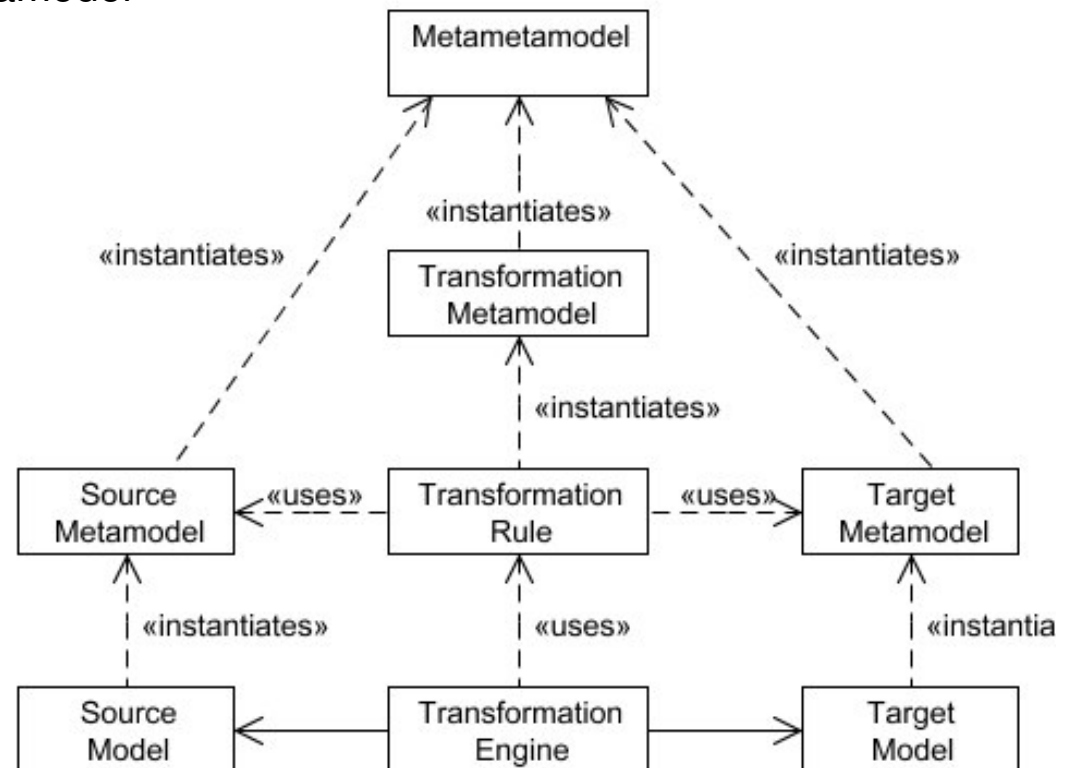 Metametamodel
«instantiates»
«instantiates»
«instantiates»
Transformation
Metamodel
«instantiates»
Source
Metamodel
«uses»
Transformation
Rule
«uses»
Target
Metamodel
«instantiates»
«uses»
«instantia
Source
Model
Transformation
Engine
Target
Model